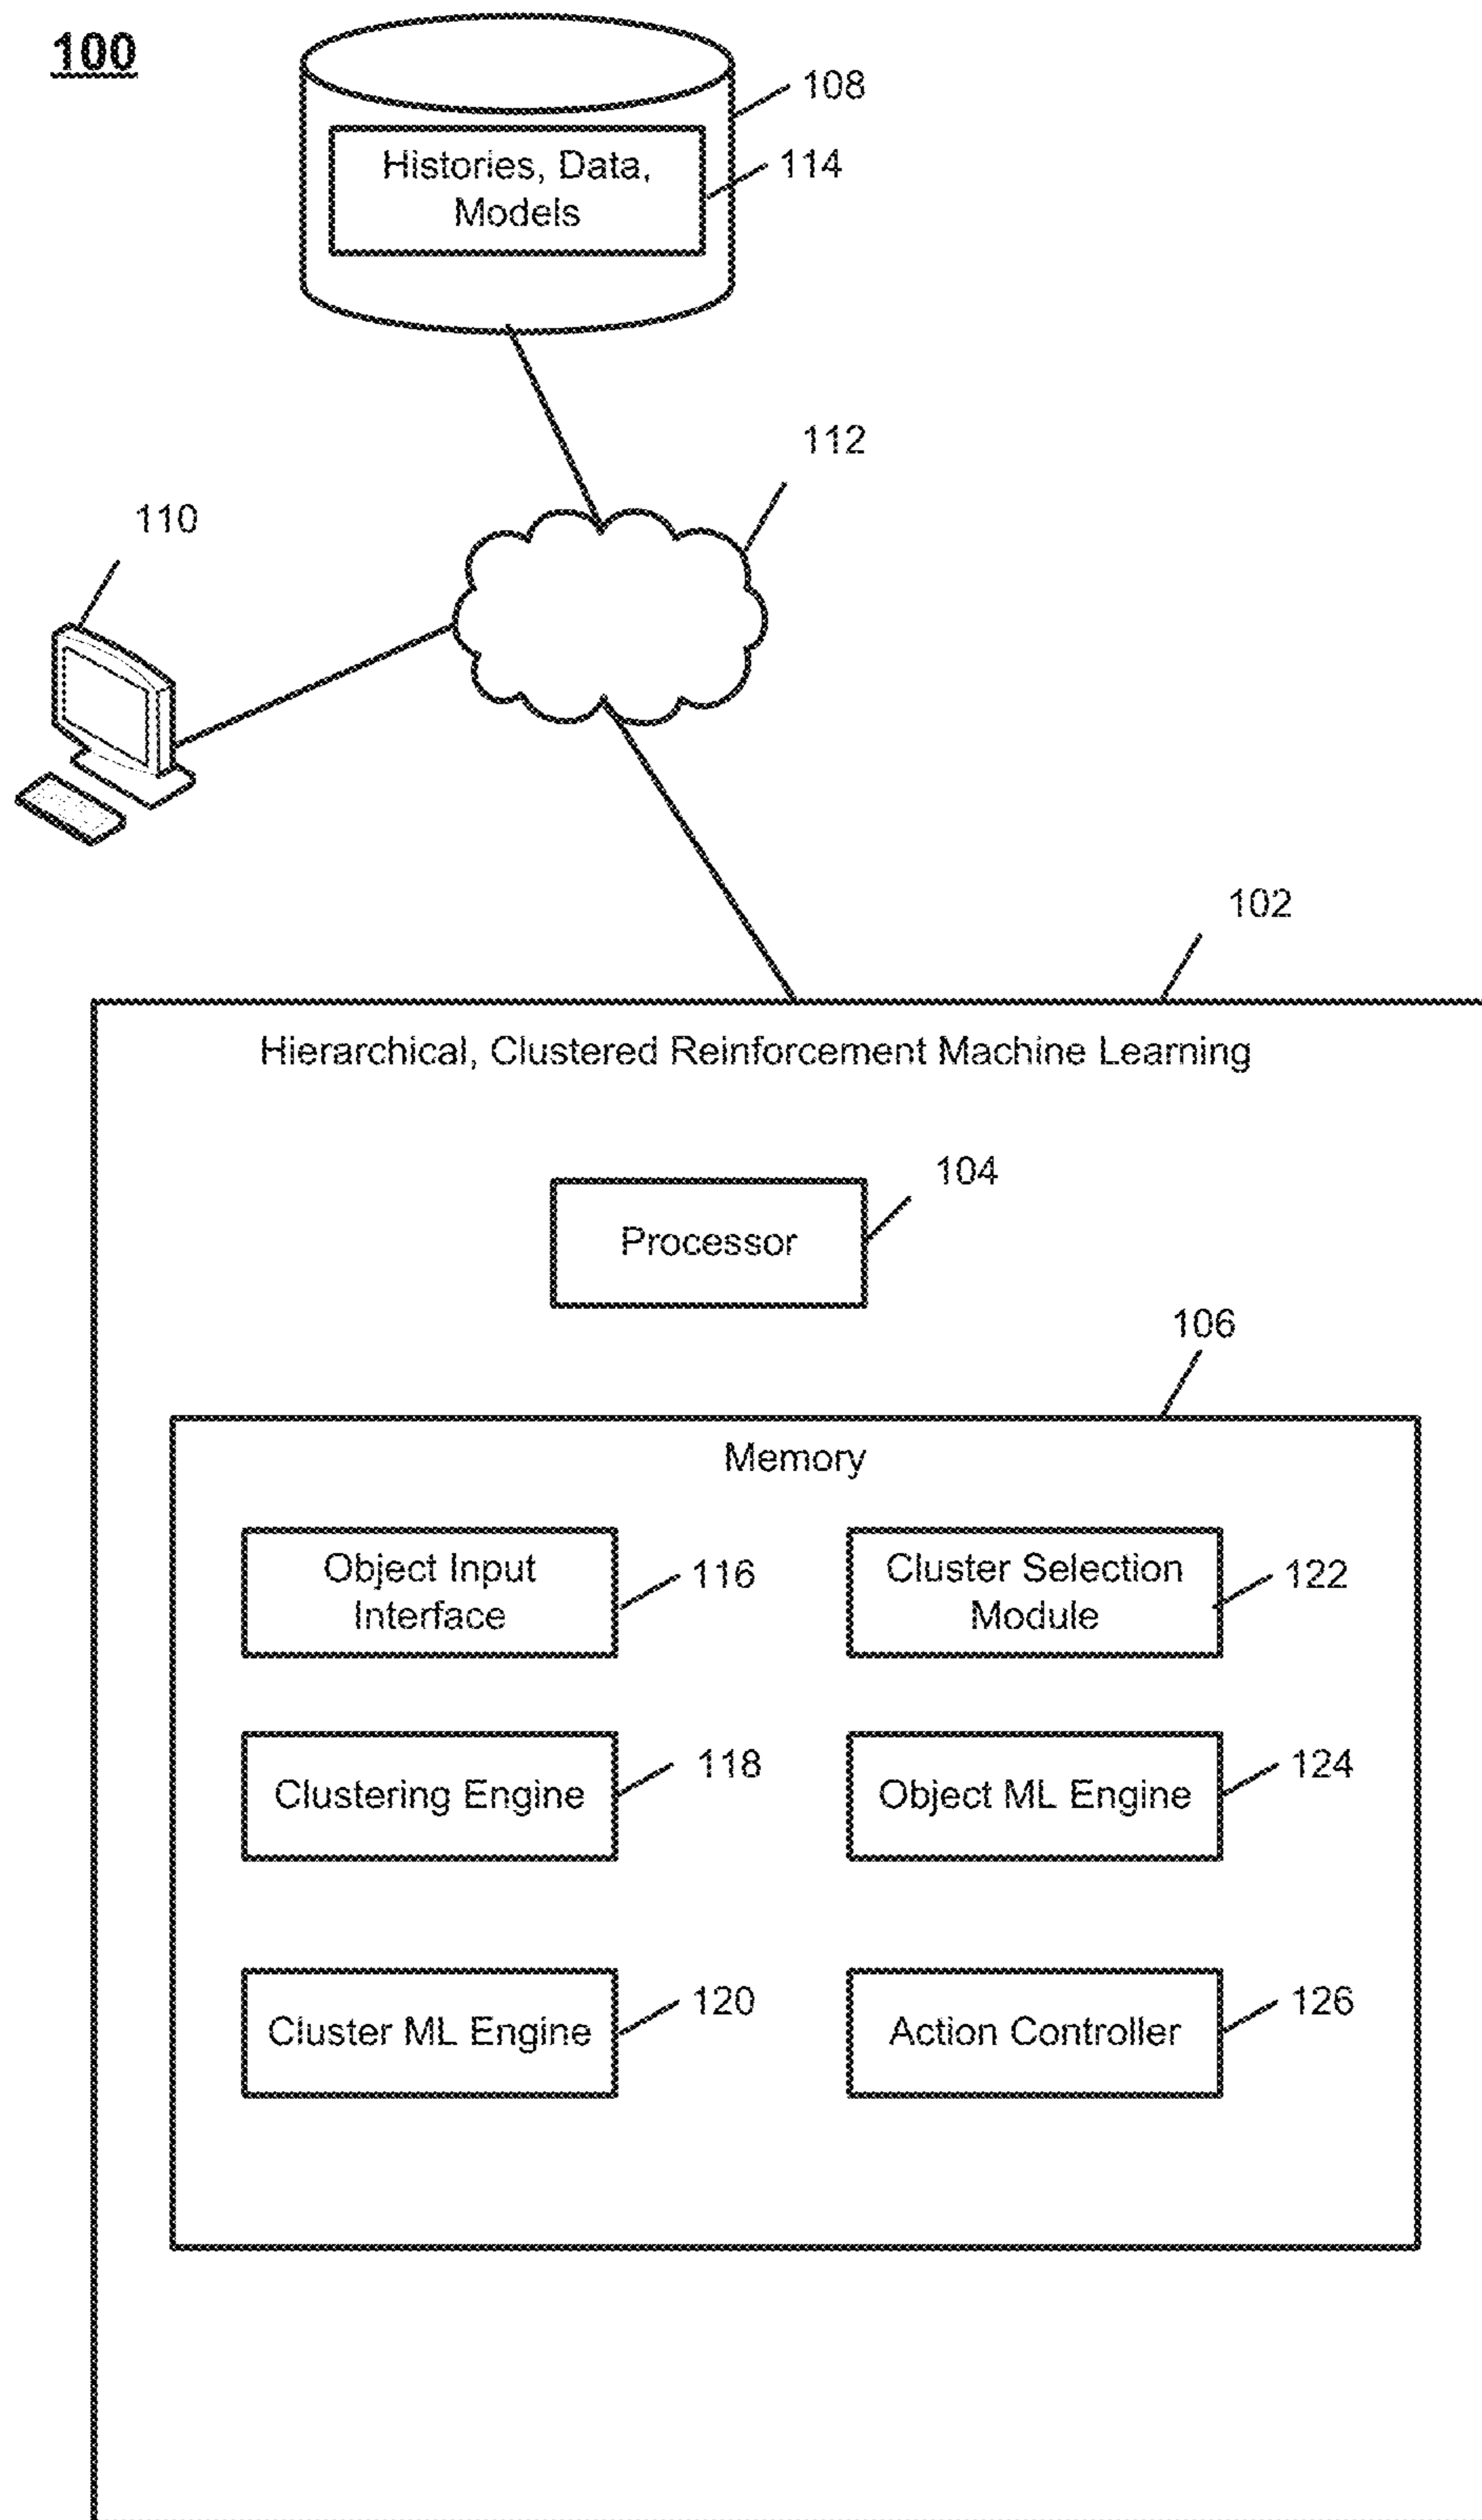 100
108
Histories, Data,
Models
114
112
110
102
Hierarchical, Clustered Reinforcement Machine Learning
104
Processor
106
Memory
Object Input
Interface
116
Cluster Selection
Module
122
Clustering Engine
118
Object ML Engine
124
Cluster ML Engine
120
Action Controller
126